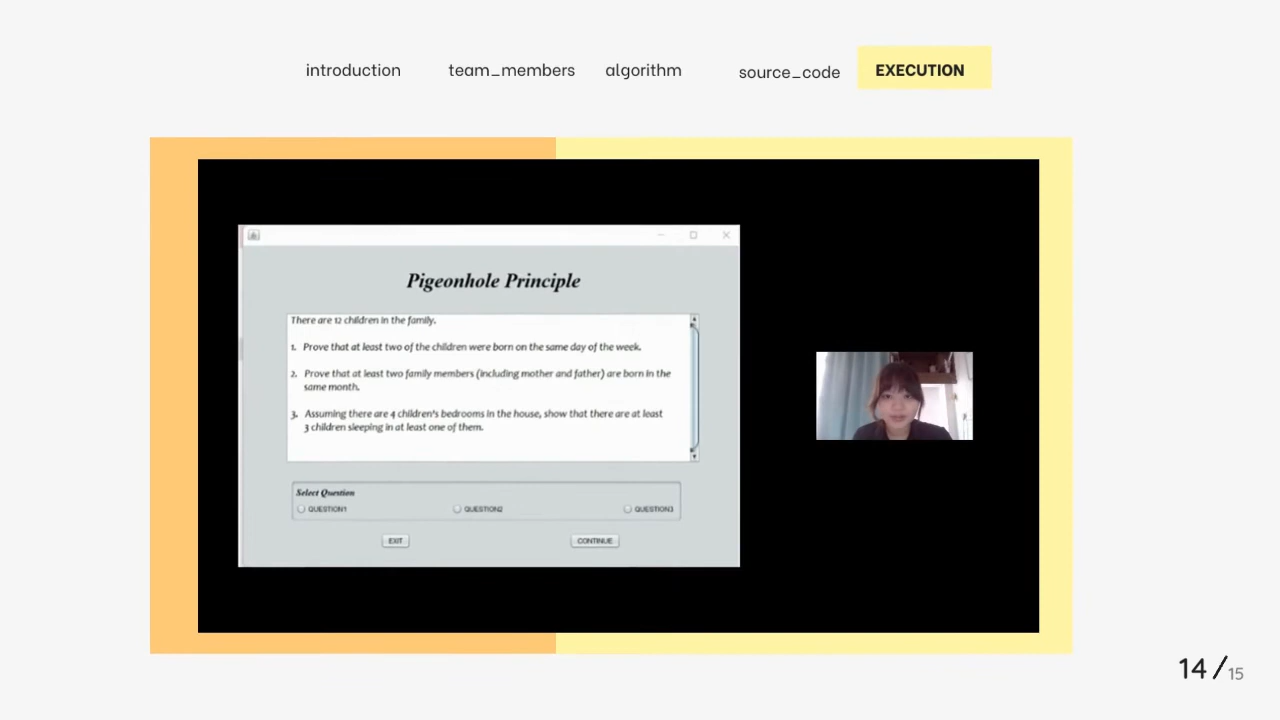 introduction team_members algorithm source_code EXECUTION
Pigeonhole Principle
There are 12 children in the family.
1. Prove that at least two of the children were born on the same day of the week.
2. Prove that at least two family members (including mother and father) are born in the
same month.
3. Assuming there are 4 children's bedrooms in the house, show that there are at least
3 children sleeping in at least one of them.
Select Question
QUESTION1 QUESTION2 QUESTION3
EXIT CONTINUE
14/15